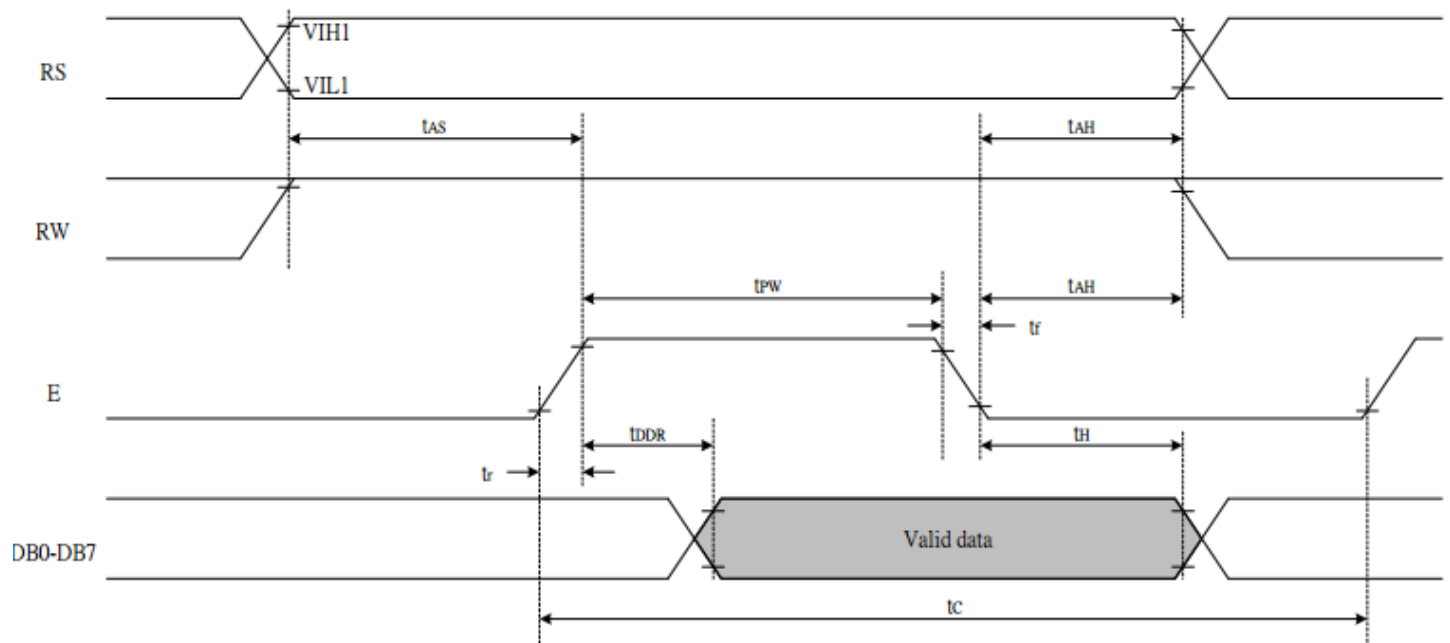 VIH1
RS
VIL1
tAS
tAH
RW
tPW
tAH
tf
E
tDDR
tH
tr
Valid data
DB0-DB7
tC